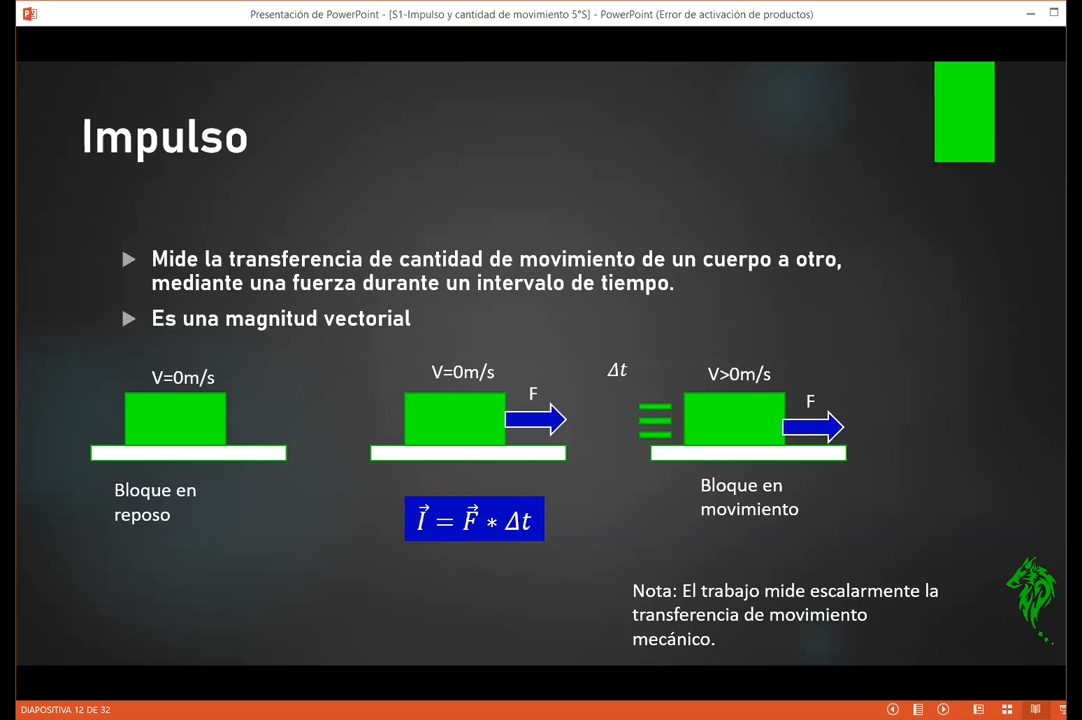 Presentación de PowerPoint - [S1-Impulso y cantidad de movimiento 5°S] - PowerPoint (Error de activación de productos)
Impulso
Mide la transferencia de cantidad de movimiento de un cuerpo a otro,
mediante una fuerza durante un intervalo de tiempo.
Es una magnitud vectorial
V=0m/s
V=0m/s
F
Δt
V>0m/s
F
Bloque en
reposo
I⃗ = F⃗ ∗ Δt
Bloque en
movimiento
Nota: El trabajo mide escalarmente la
transferencia de movimiento
mecánico.
DIAPOSITIVA 12 DE 32